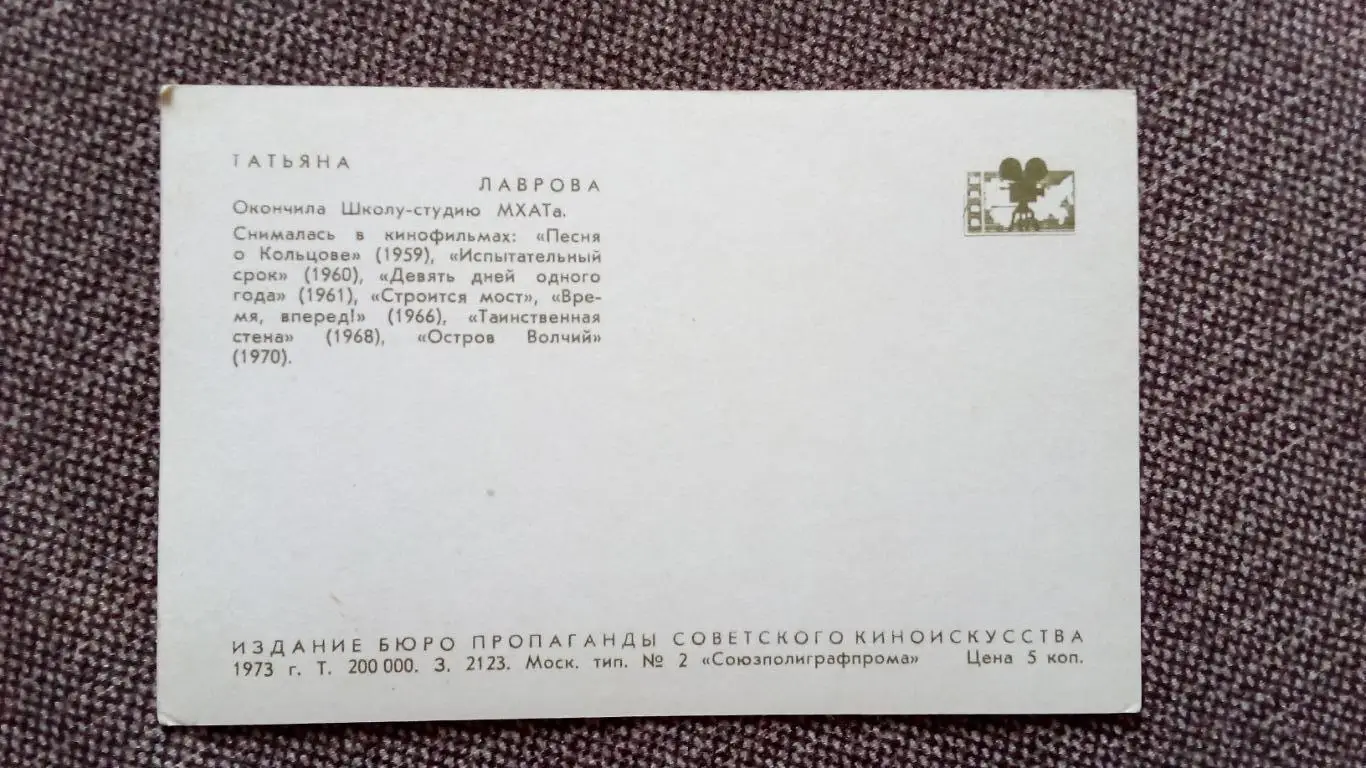 ТАТЬЯНА
ЛАВРОВА
Окончила Школу-студию МХАТа.
Снималась в кинофильмах: «Песня
о Кольцове» (1959), «Испытательный
срок» (1960), «Девять дней одного
года» (1961), «Строится мост», «Вре-
мя, вперед!» (1966), «Таинственная
стена» (1968), «Остров Волчий»
(1970).
ИЗДАНИЕ БЮРО ПРОПАГАНДЫ СОВЕТСКОГО КИНОИСКУССТВА
1973 г. Т. 200 000. З. 2123. Моск. тип. № 2 «Союзполиграфпрома» Цена 5 коп.